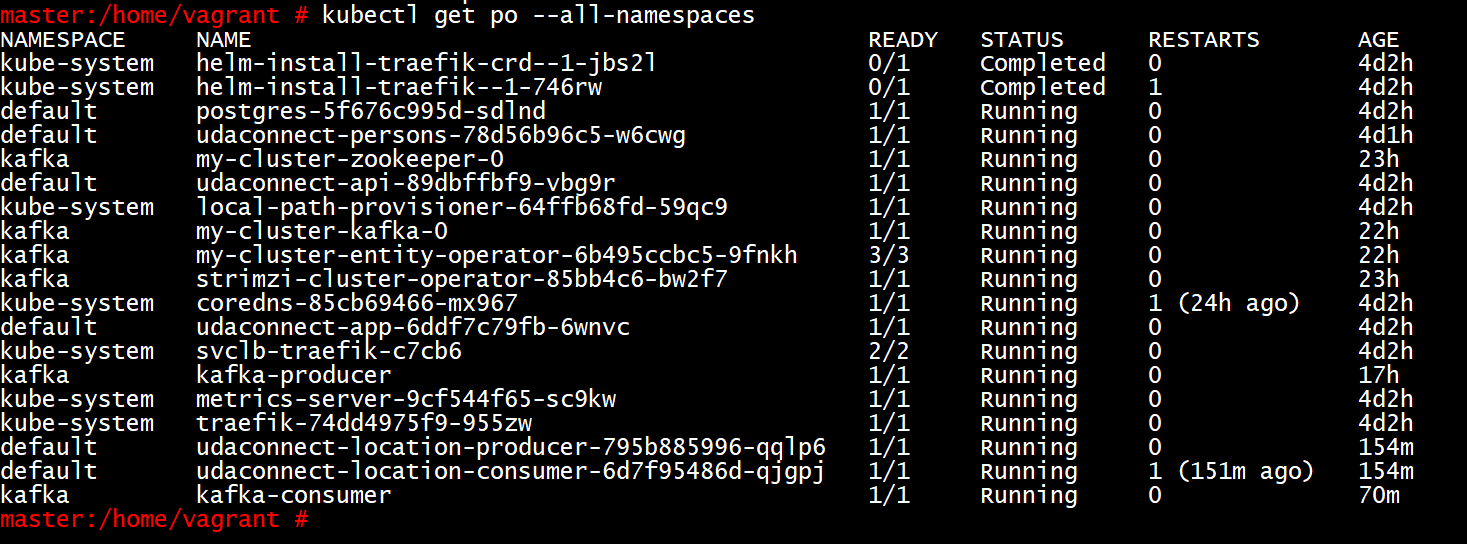 master:/home/vagrant # kubectl get po --all-namespaces
NAMESPACE NAME READY STATUS RESTARTS AGE
kube-system helm-install-traefik-crd--1-jbs2l 0/1 Completed 0 4d2h
kube-system helm-install-traefik--1-746rw 0/1 Completed 1 4d2h
default postgres-5f676c995d-sdlnd 1/1 Running 0 4d2h
default udaconnect-persons-78d56b96c5-w6cwg 1/1 Running 0 4d1h
kafka my-cluster-zookeeper-0 1/1 Running 0 23h
default udaconnect-api-89dbffbf9-vbg9r 1/1 Running 0 4d2h
kube-system local-path-provisioner-64ffb68fd-59qc9 1/1 Running 0 4d2h
kafka my-cluster-kafka-0 1/1 Running 0 22h
kafka my-cluster-entity-operator-6b495ccbc5-9fnkh 3/3 Running 0 22h
kafka strimzi-cluster-operator-85bb4c6-bw2f7 1/1 Running 0 23h
kube-system coredns-85cb69466-mx967 1/1 Running 1 (24h ago) 4d2h
default udaconnect-app-6ddf7c79fb-6wnvc 1/1 Running 0 4d2h
kube-system svclb-traefik-c7cb6 2/2 Running 0 4d2h
kafka kafka-producer 1/1 Running 0 17h
kube-system metrics-server-9cf544f65-sc9kw 1/1 Running 0 4d2h
kube-system traefik-74dd4975f9-955zw 1/1 Running 0 4d2h
default udaconnect-location-producer-795b885996-qqlp6 1/1 Running 0 154m
default udaconnect-location-consumer-6d7f95486d-qjgpj 1/1 Running 1 (151m ago) 154m
kafka kafka-consumer 1/1 Running 0 70m
master:/home/vagrant #